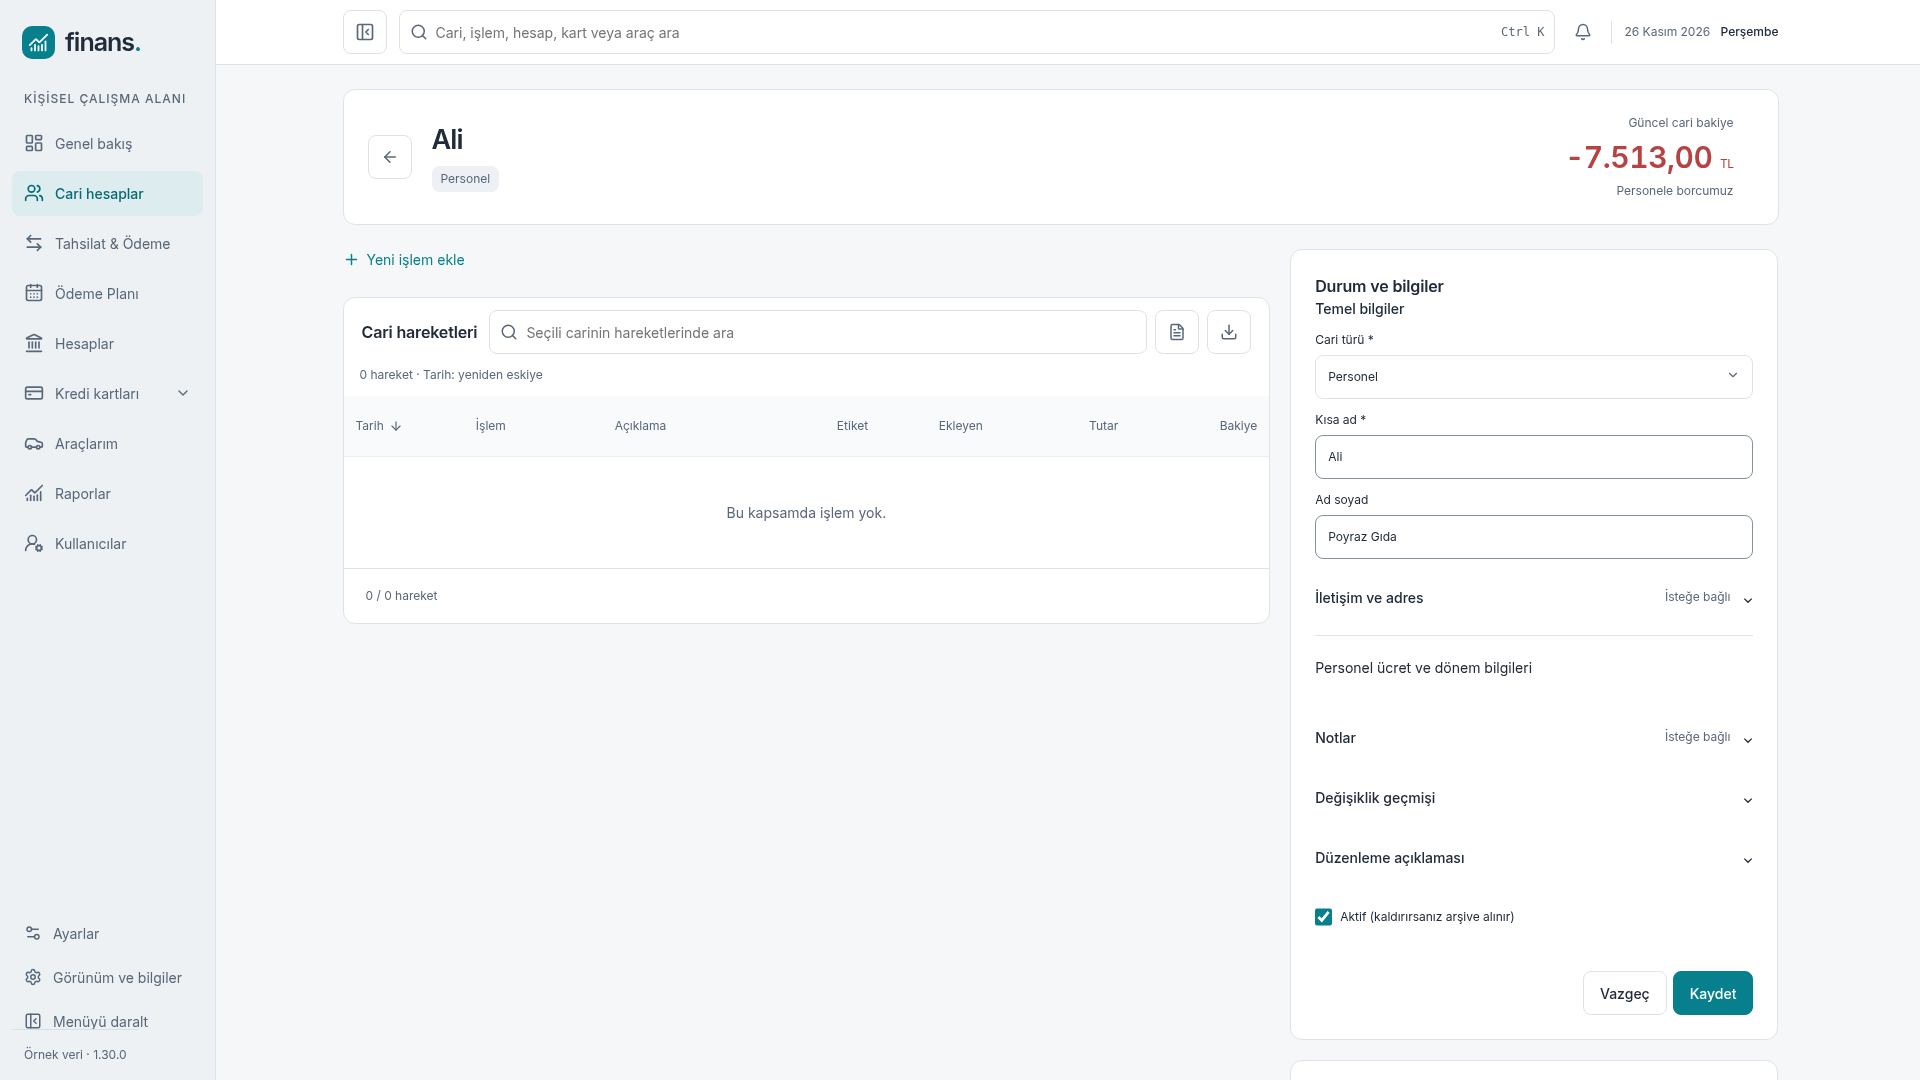 finans.
KİŞİSEL ÇALIŞMA ALANI
Genel bakış
Cari hesaplar
Tahsilat & Ödeme
Ödeme Planı
Hesaplar
Kredi kartları
Araçlarım
Raporlar
Kullanıcılar
Ayarlar
Görünüm ve bilgiler
Menüyü daralt
Örnek veri · 1.30.0
Cari, işlem, hesap, kart veya araç ara
Ctrl K
26 Kasım 2026 Perşembe
Ali
Personel
Güncel cari bakiye
-7.513,00 TL
Personele borcumuz
Yeni işlem ekle
Cari hareketleri
Seçili carinin hareketlerinde ara
0 hareket · Tarih: yeniden eskiye
Tarih İşlem Açıklama Etiket Ekleyen Tutar Bakiye
Bu kapsamda işlem yok.
0 / 0 hareket
Durum ve bilgiler
Temel bilgiler
Cari türü *
Personel
Kısa ad *
Ali
Ad soyad
Poyraz Gıda
İletişim ve adres İsteğe bağlı
Personel ücret ve dönem bilgileri
Notlar İsteğe bağlı
Değişiklik geçmişi
Düzenleme açıklaması
Aktif (kaldırırsanız arşive alınır)
Vazgeç Kaydet